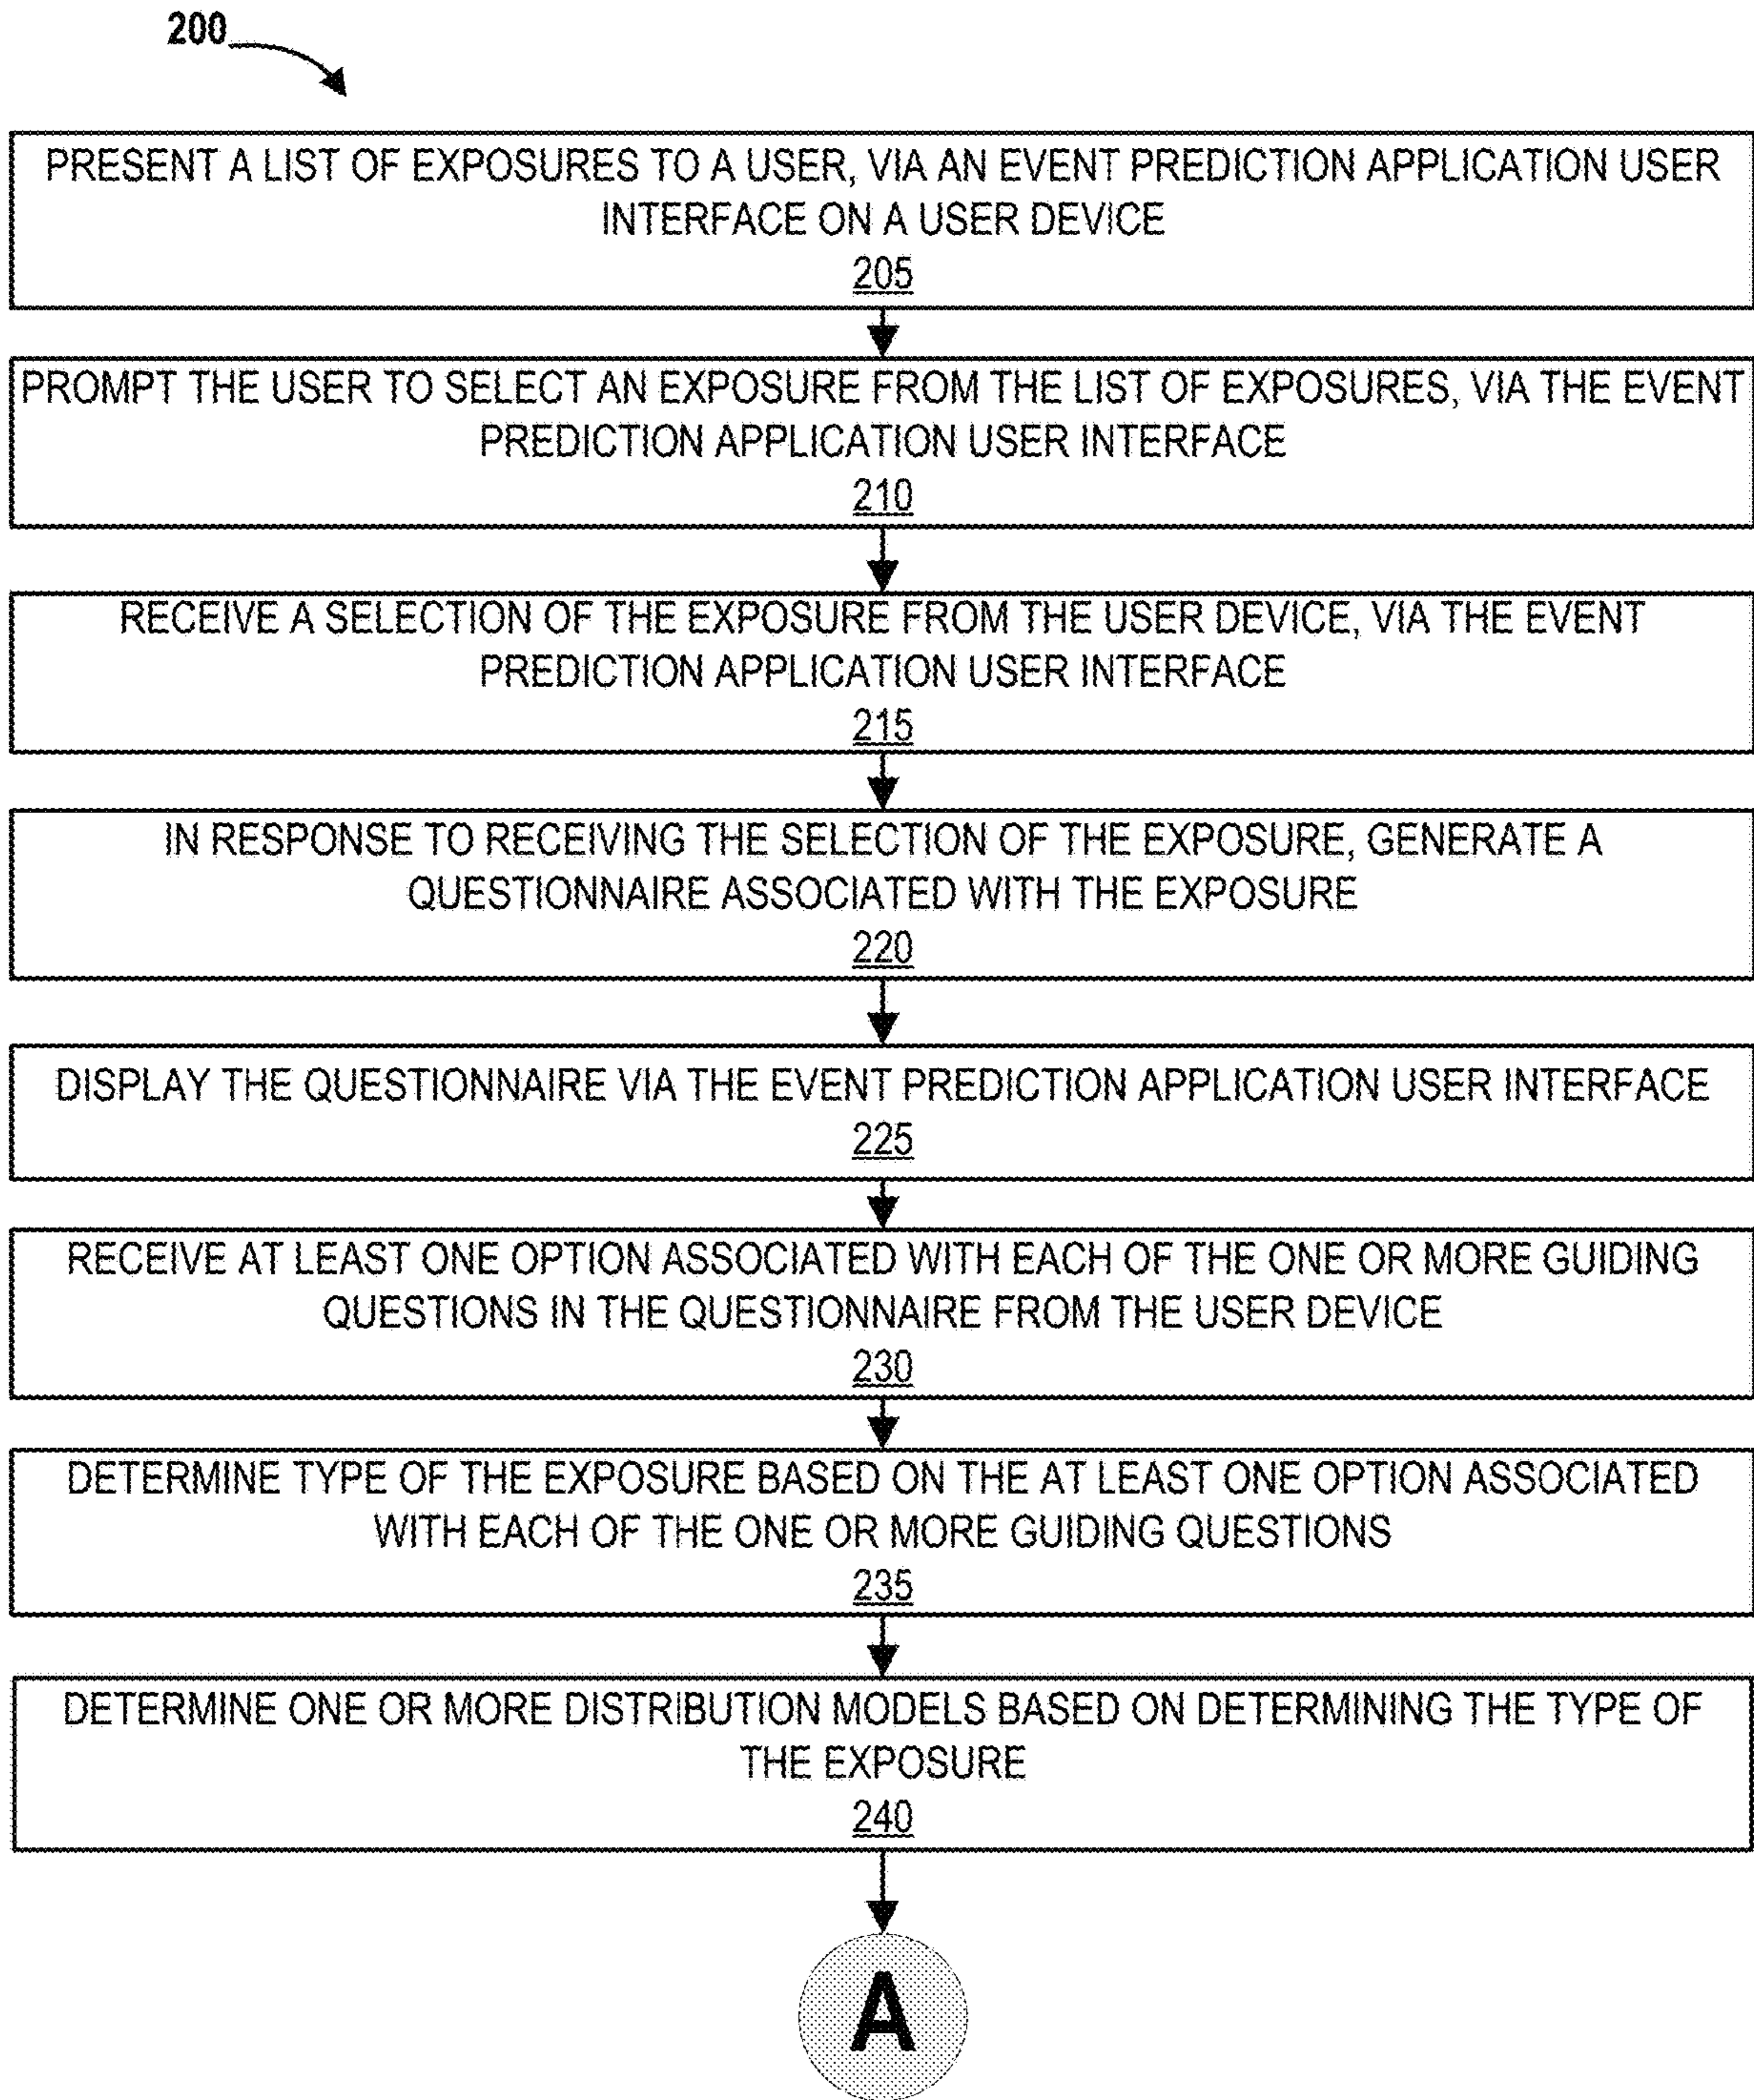 200
PRESENT A LIST OF EXPOSURES TO A USER, VIA AN EVENT PREDICTION APPLICATION USER
INTERFACE ON A USER DEVICE
205
PROMPT THE USER TO SELECT AN EXPOSURE FROM THE LIST OF EXPOSURES, VIA THE EVENT
PREDICTION APPLICATION USER INTERFACE
210
RECEIVE A SELECTION OF THE EXPOSURE FROM THE USER DEVICE, VIA THE EVENT
PREDICTION APPLICATION USER INTERFACE
215
IN RESPONSE TO RECEIVING THE SELECTION OF THE EXPOSURE, GENERATE A
QUESTIONNAIRE ASSOCIATED WITH THE EXPOSURE
220
DISPLAY THE QUESTIONNAIRE VIA THE EVENT PREDICTION APPLICATION USER INTERFACE
225
RECEIVE AT LEAST ONE OPTION ASSOCIATED WITH EACH OF THE ONE OR MORE GUIDING
QUESTIONS IN THE QUESTIONNAIRE FROM THE USER DEVICE
230
DETERMINE TYPE OF THE EXPOSURE BASED ON THE AT LEAST ONE OPTION ASSOCIATED
WITH EACH OF THE ONE OR MORE GUIDING QUESTIONS
235
DETERMINE ONE OR MORE DISTRIBUTION MODELS BASED ON DETERMINING THE TYPE OF
THE EXPOSURE
240
A